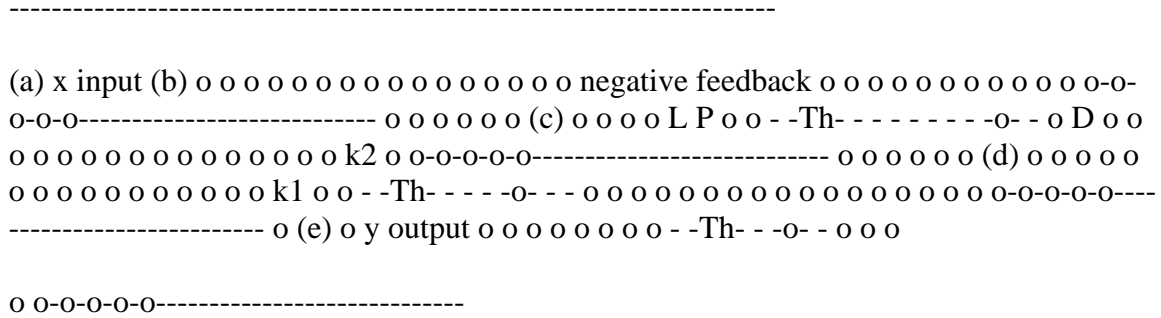 ------------------------------------------------------------------------
(a) x input (b) o o o o o o o o o o o o o o o o negative feedback o o o o o o o o o o o o-o-
o-o-o---------------------------- o o o o o o (c) o o o o L P o o - -Th- - - - - - - - -o- - o D o o
o o o o o o o o o o o o o o k2 o o-o-o-o-o---------------------------- o o o o o o (d) o o o o o
o o o o o o o o o o o k1 o o - -Th- - - - -o- - - o o o o o o o o o o o o o o o o o o-o-o-o-o----
------------------------ o (e) o y output o o o o o o o o - -Th- - -o- - o o o
o o-o-o-o-o-----------------------------